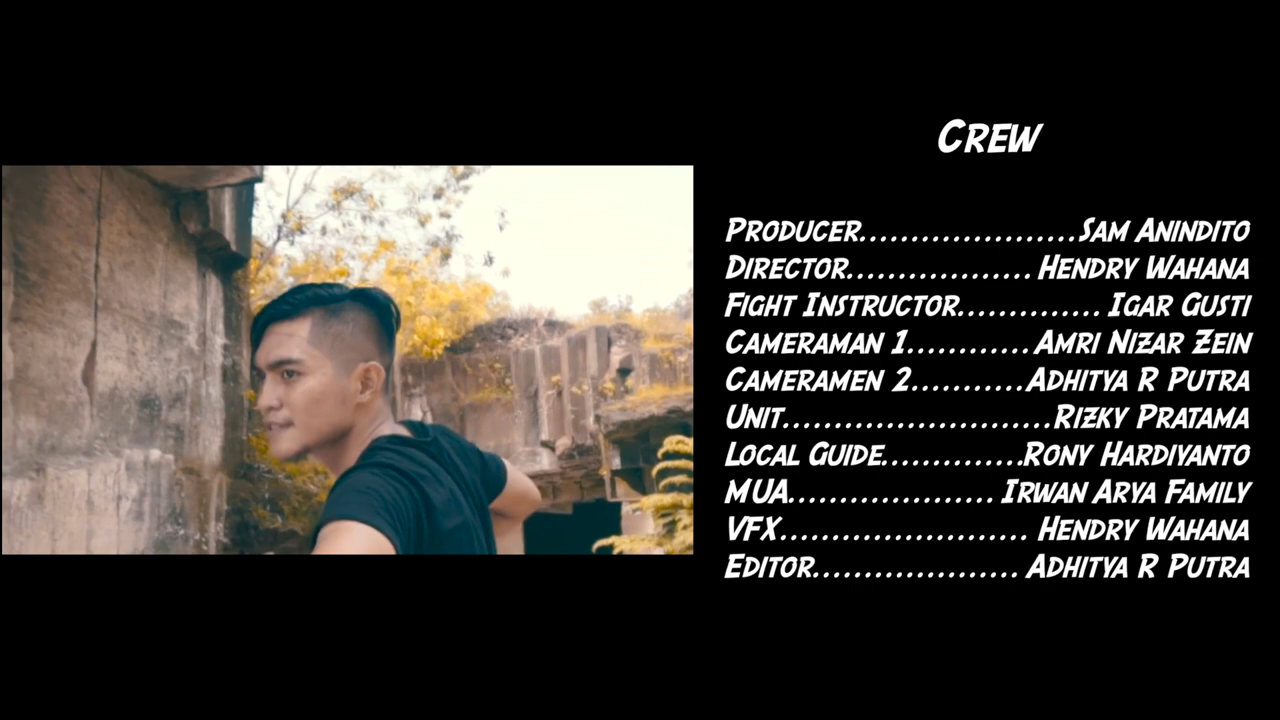 Crew
Producer.....................Sam Anindito
Director.................. Hendry Wahana
Fight Instructor.............. Igar Gusti
Cameraman 1............ Amri Nizar Zein
Cameramen 2...........Adhitya R Putra
Unit..........................Rizky Pratama
Local Guide..............Rony Hardiyanto
MUA.................... Irwan Arya Family
VFX........................ Hendry Wahana
Editor.................... Adhitya R Putra